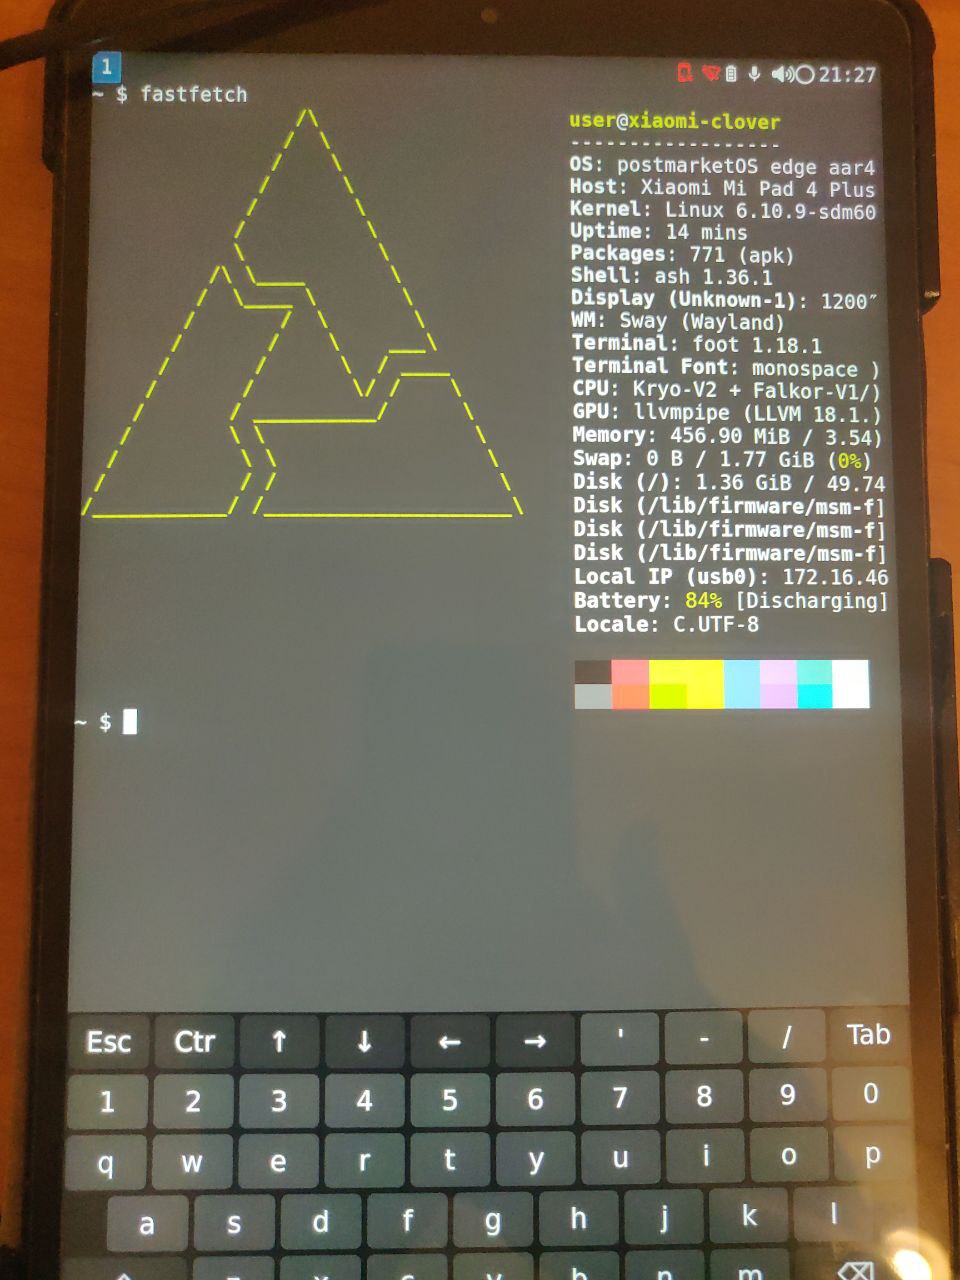 1
21:27
~ $ fastfetch
user@xiaomi-clover
------------------
OS: postmarketOS edge aar4
Host: Xiaomi Mi Pad 4 Plus
Kernel: Linux 6.10.9-sdm60
Uptime: 14 mins
Packages: 771 (apk)
Shell: ash 1.36.1
Display (Unknown-1): 1200″
WM: Sway (Wayland)
Terminal: foot 1.18.1
Terminal Font: monospace )
CPU: Kryo-V2 + Falkor-V1/)
GPU: llvmpipe (LLVM 18.1.)
Memory: 456.90 MiB / 3.54)
Swap: 0 B / 1.77 GiB (0%)
Disk (/): 1.36 GiB / 49.74
Disk (/lib/firmware/msm-f]
Disk (/lib/firmware/msm-f]
Disk (/lib/firmware/msm-f]
Local IP (usb0): 172.16.46
Battery: 84% [Discharging]
Locale: C.UTF-8
~ $
Esc Ctr ↑ ↓ ← → ' - / Tab
1 2 3 4 5 6 7 8 9 0
q w e r t y u i o p
a s d f g h j k l